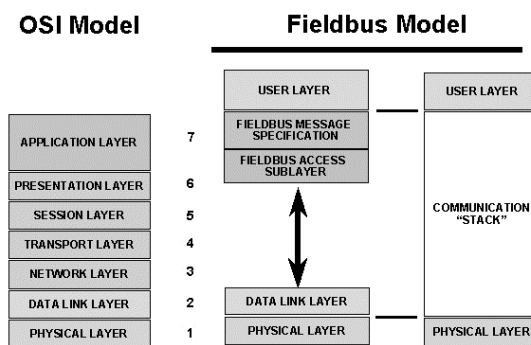 OSI Model
Fieldbus Model
USER LAYER
USER LAYER
FIELDBUS MESSAGE
SPECIFICATION
7
APPLICATION LAYER
FIELDBUS ACCESS
SUBLAYER
PRESENTATION LAYER
6
SESSION LAYER
5
COMMUNICATION
"STACK"
TRANSPORT LAYER
4
NETWORK LAYER
3
DATA LINK LAYER
2
DATA LINK LAYER
PHYSICAL LAYER
1
PHYSICAL LAYER
PHYSICAL LAYER